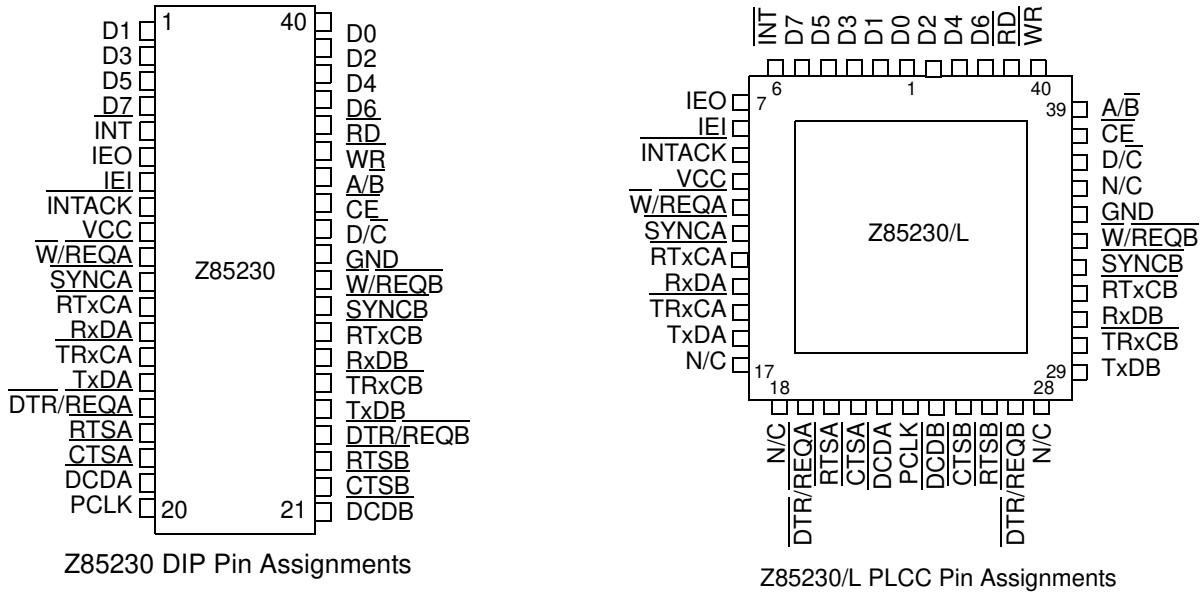 1 40
D1
D3
D5
D7
INT
IEO
IEI
INTACK
VCC
W/REQA
SYNCA
RTxCA
RxDA
TRxCA
TxDA
DTR/REQA
RTSA
CTSA
DCDA
PCLK
Z85230
D0
D2
D4
D6
RD
WR
A/B
CE
D/C
GND
W/REQB
SYNCB
RTxCB
RxDB
TRxCB
TxDB
DTR/REQB
RTSB
CTSB
DCDB
20 21
Z85230 DIP Pin Assignments
INT D7 D5 D3 D1 D0 D2 D4 D6 RD WR
6 1 40
7 39
IEO
IEI
INTACK
VCC
W/REQA
SYNCA
RTxCA
RxDA
TRxCA
TxDA
N/C
Z85230/L
A/B
CE
D/C
N/C
GND
W/REQB
SYNCB
RTxCB
RxDB
TRxCB
TxDB
17 29
18 28
N/C DTR/REQA RTSA CTSA DCDA PCLK DCDB CTSB RTSB DTR/REQB N/C
Z85230/L PLCC Pin Assignments